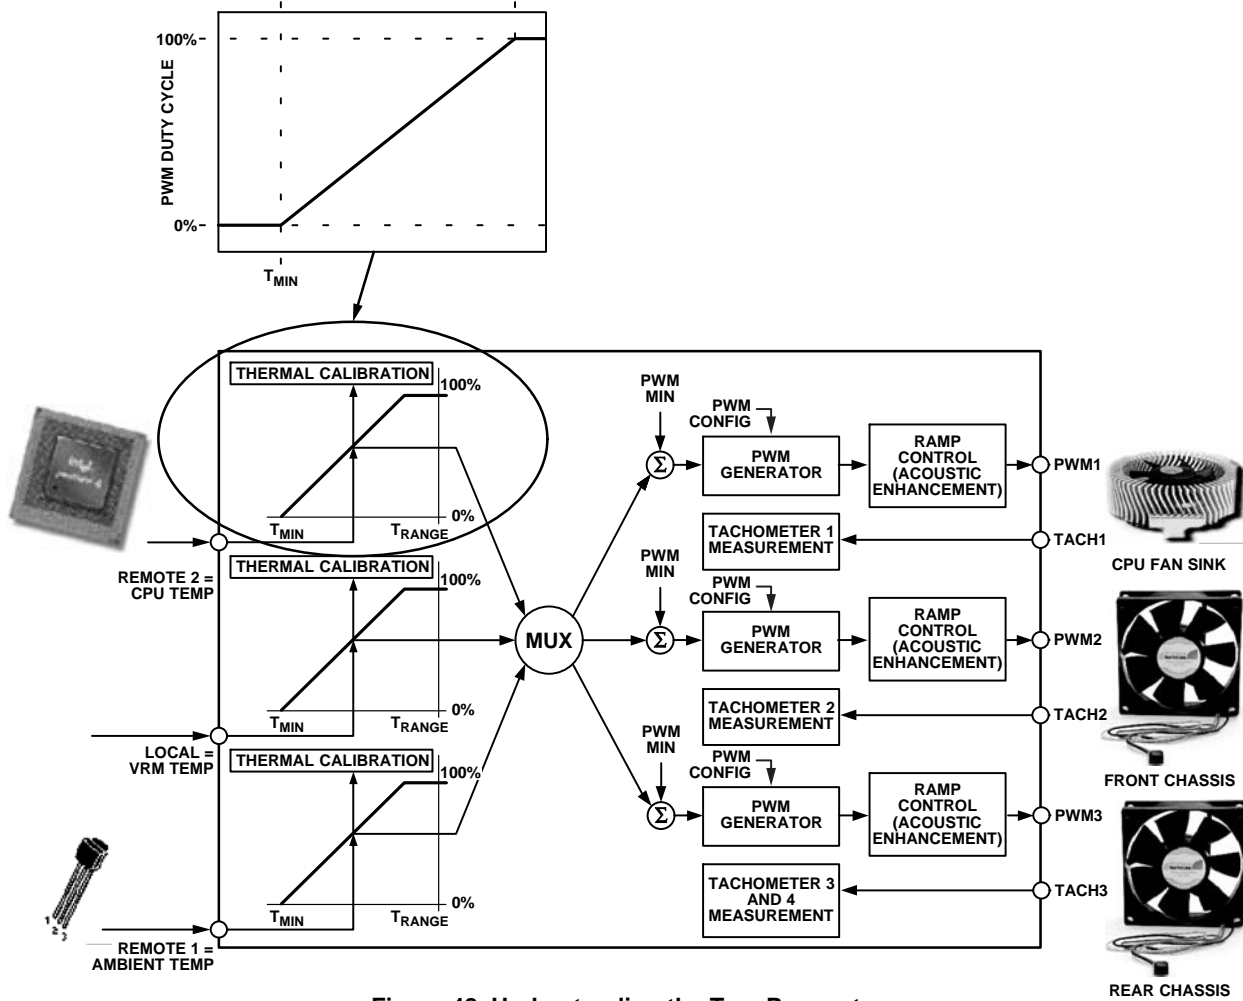 100%
PWM DUTY CYCLE
0%
TMIN
THERMAL CALIBRATION
100%
0%
TMIN
TRANGE
REMOTE 2 =
CPU TEMP
THERMAL CALIBRATION
100%
0%
TMIN
TRANGE
LOCAL =
VRM TEMP
THERMAL CALIBRATION
100%
0%
TMIN
TRANGE
REMOTE 1 =
AMBIENT TEMP
1
2
3
MUX
PWM
MIN
Σ
PWM
CONFIG
PWM
GENERATOR
RAMP
CONTROL
(ACOUSTIC
ENHANCEMENT)
PWM1
TACHOMETER 1
MEASUREMENT
TACH1
CPU FAN SINK
PWM
MIN
Σ
PWM
CONFIG
PWM
GENERATOR
RAMP
CONTROL
(ACOUSTIC
ENHANCEMENT)
PWM2
TACHOMETER 2
MEASUREMENT
TACH2
FRONT CHASSIS
PWM
MIN
Σ
PWM
CONFIG
PWM
GENERATOR
RAMP
CONTROL
(ACOUSTIC
ENHANCEMENT)
PWM3
TACHOMETER 3
AND 4
MEASUREMENT
TACH3
REAR CHASSIS